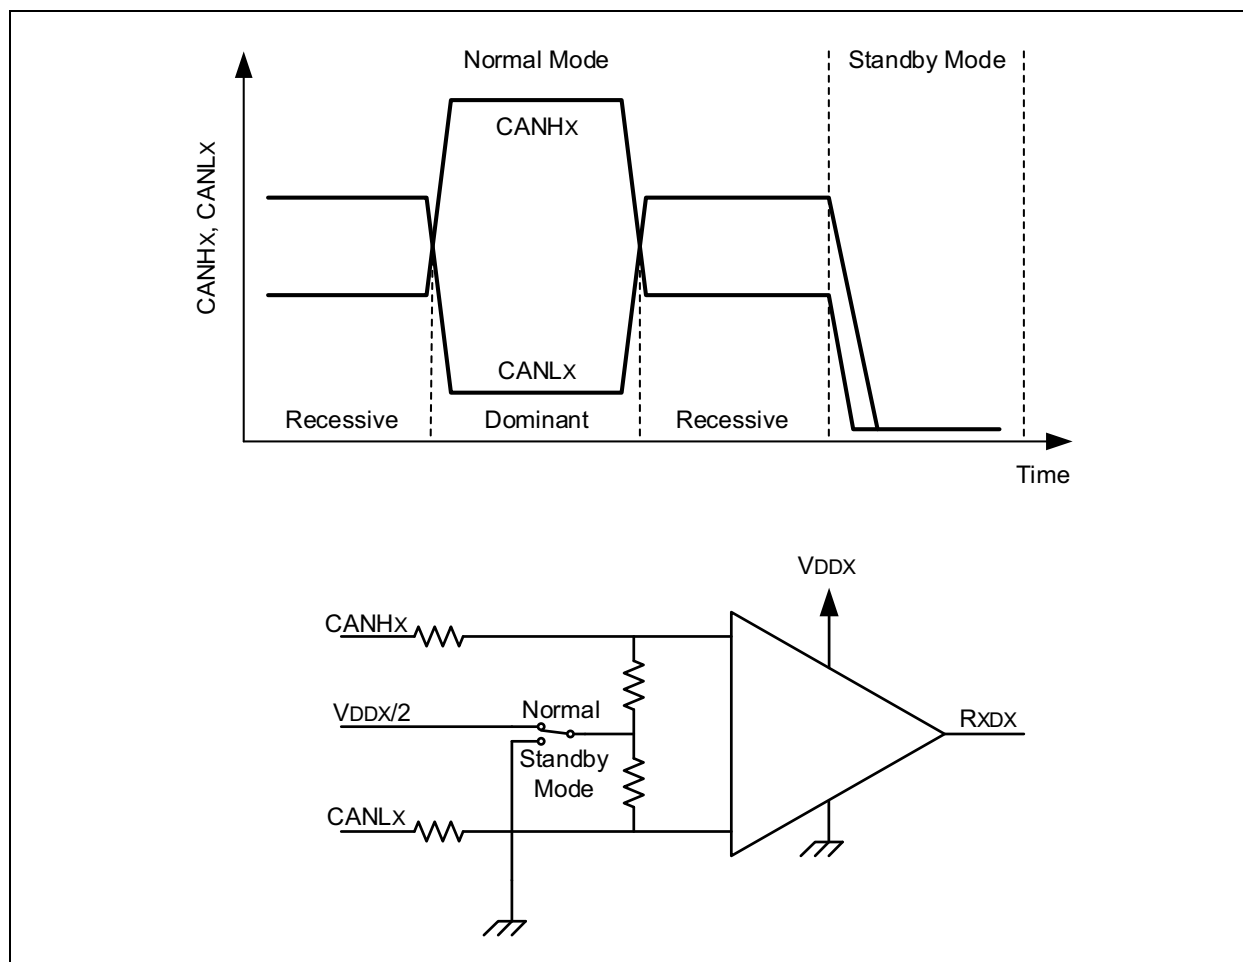 Normal Mode
Standby Mode
CANHX
CANHX, CANLX
CANLX
Recessive
Dominant
Recessive
Time
VDDX
CANHX
VDDX/2
Normal
RXDX
Standby
Mode
CANLX